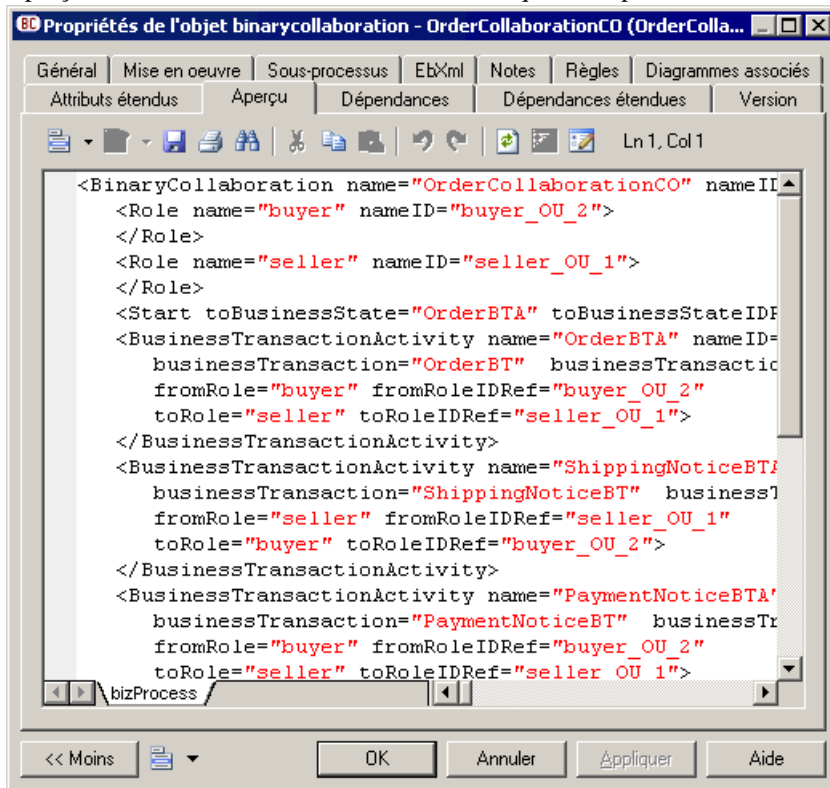 BC Propriétés de l'objet binarycollaboration - OrderCollaborationCO (OrderColla...
Général Mise en oeuvre Sous-processus EbXml Notes Règles Diagrammes associés
Attributs étendus Aperçu Dépendances Dépendances étendues Version
Ln 1, Col 1
<BinaryCollaboration name="OrderCollaborationCO" nameID
<Role name="buyer" nameID="buyer_OU_2">
</Role>
<Role name="seller" nameID="seller_OU_1">
</Role>
<Start toBusinessState="OrderBTA" toBusinessStateIDR
<BusinessTransactionActivity name="OrderBTA" nameID=
businessTransaction="OrderBT" businessTransactio
fromRole="buyer" fromRoleIDRef="buyer_OU_2"
toRole="seller" toRoleIDRef="seller_OU_1">
</BusinessTransactionActivity>
<BusinessTransactionActivity name="ShippingNoticeBTA
businessTransaction="ShippingNoticeBT" businessT
fromRole="seller" fromRoleIDRef="seller_OU_1"
toRole="buyer" toRoleIDRef="buyer_OU_2">
</BusinessTransactionActivity>
<BusinessTransactionActivity name="PaymentNoticeBTA"
businessTransaction="PaymentNoticeBT" businessTr
fromRole="buyer" fromRoleIDRef="buyer_OU_2"
toRole="seller" toRoleIDRef="seller_OU_1">
bizProcess
<< Moins OK Annuler Appliquer Aide